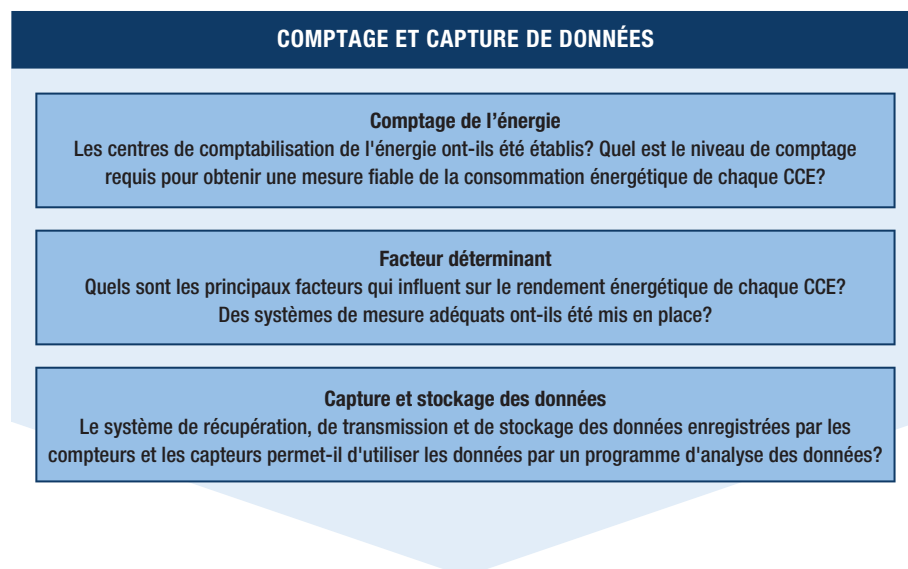 COMPTAGE ET CAPTURE DE DONNÉES
Comptage de l’énergie
Les centres de comptabilisation de l'énergie ont-ils été établis? Quel est le niveau de comptage
requis pour obtenir une mesure fiable de la consommation énergétique de chaque CCE?
Facteur déterminant
Quels sont les principaux facteurs qui influent sur le rendement énergétique de chaque CCE?
Des systèmes de mesure adéquats ont-ils été mis en place?
Capture et stockage des données
Le système de récupération, de transmission et de stockage des données enregistrées par les
compteurs et les capteurs permet-il d'utiliser les données par un programme d'analyse des données?